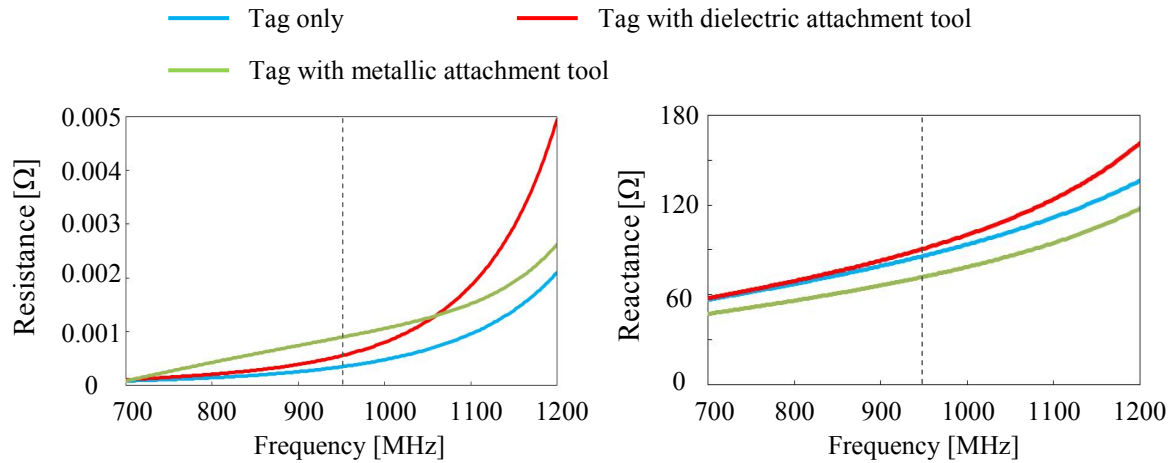 Tag only
Tag with dielectric attachment tool
Tag with metallic attachment tool
Resistance [Ω]
0.005
0.004
0.003
0.002
0.001
0
700 800 900 1000 1100 1200
Frequency [MHz]
Reactance [Ω]
180
120
60
0
700 800 900 1000 1100 1200
Frequency [MHz]